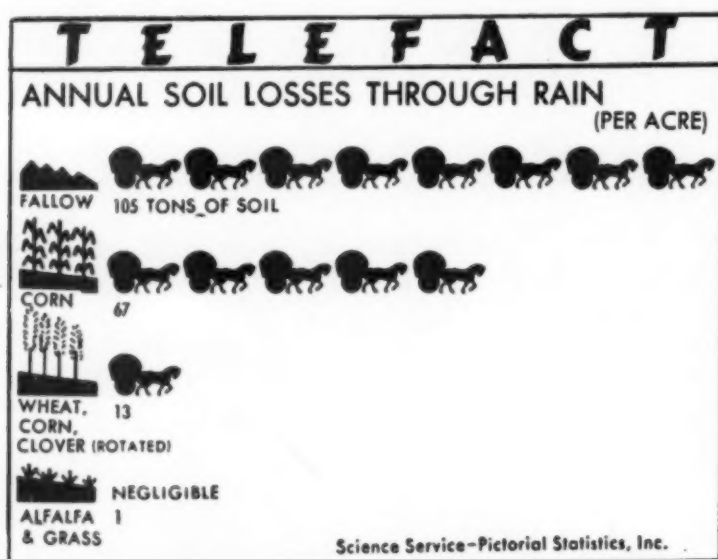 TELEFACT
ANNUAL SOIL LOSSES THROUGH RAIN
(PER ACRE)
FALLOW
105 TONS OF SOIL
CORN
67
WHEAT,
CORN,
CLOVER (ROTATED)
13
ALFALFA
& GRASS
NEGLIGIBLE
1
Science Service-Pictorial Statistics, Inc.